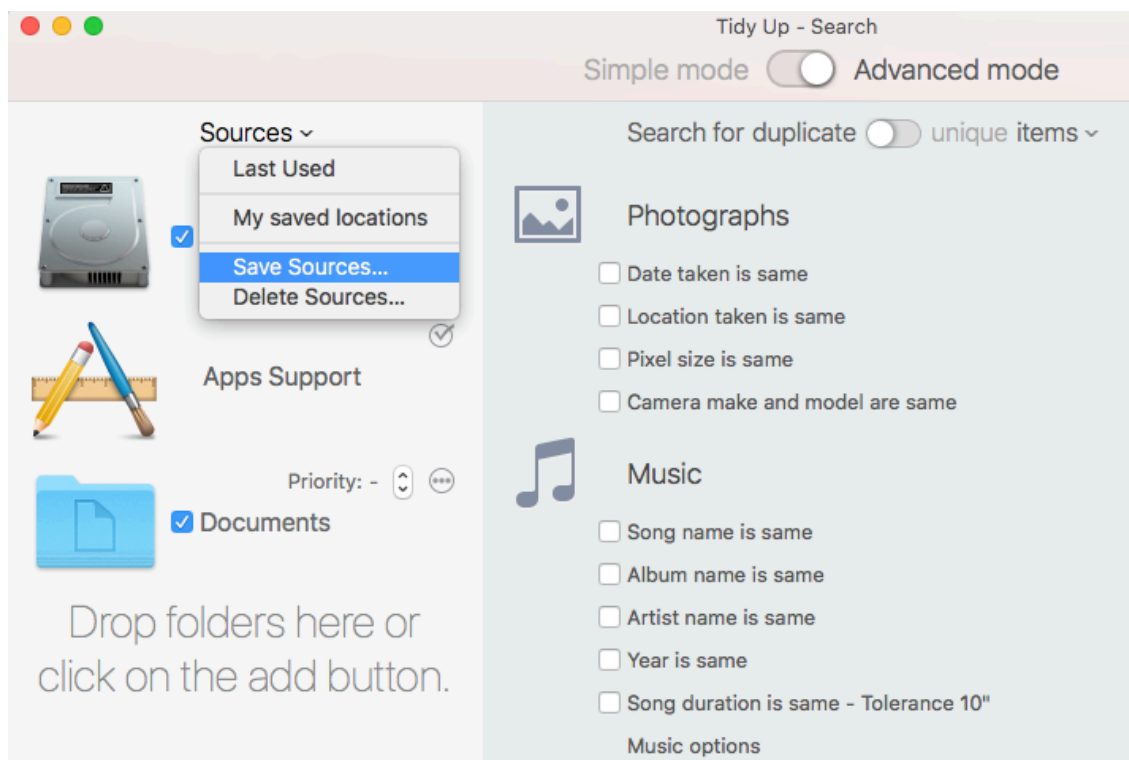 Tidy Up - Search
Simple mode Advanced mode
Sources
Last Used
My saved locations
Save Sources...
Delete Sources...
Apps Support
Priority: -
Documents
Drop folders here or
click on the add button.
Search for duplicate unique items
Photographs
Date taken is same
Location taken is same
Pixel size is same
Camera make and model are same
Music
Song name is same
Album name is same
Artist name is same
Year is same
Song duration is same - Tolerance 10"
Music options